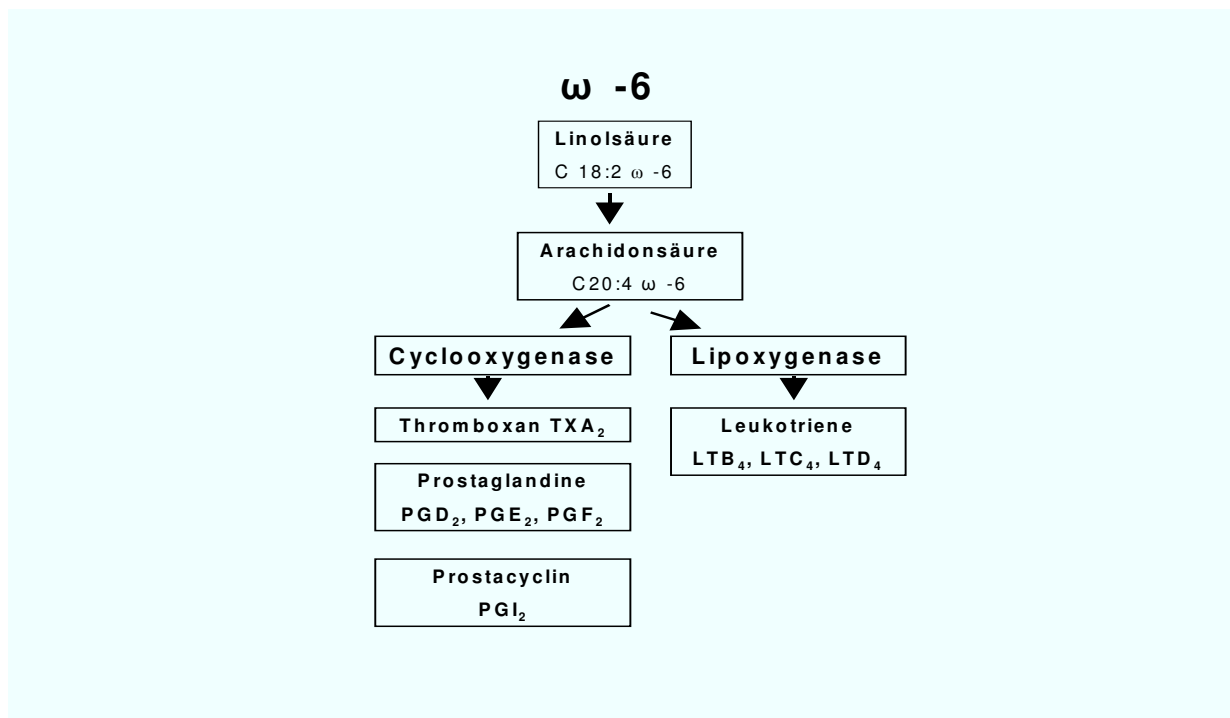 ω -6
Linolsäure
C 18:2 ω -6
Arachidonsäure
C20:4 ω -6
Cyclooxygenase
Lipoxygenase
Thromboxan TXA₂
Prostaglandine
PGD₂, PGE₂, PGF₂
Prostacyclin
PGI₂
Leukotriene
LTB₄, LTC₄, LTD₄